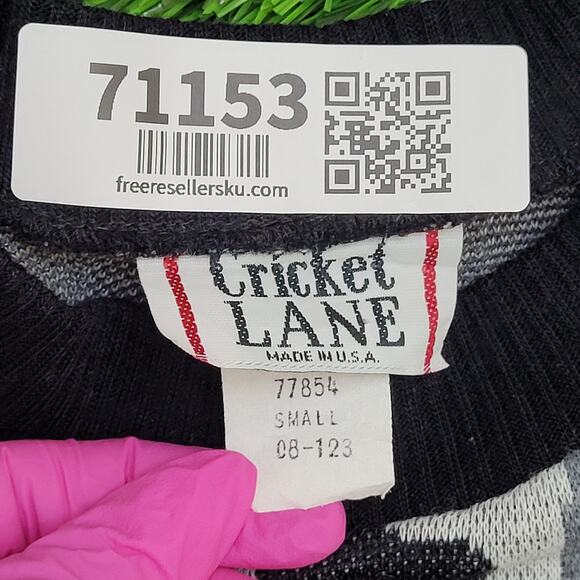 71153
freeresellersku.com
Cricket
LANE
MADE IN U.S.A.
77854
SMALL
08-123